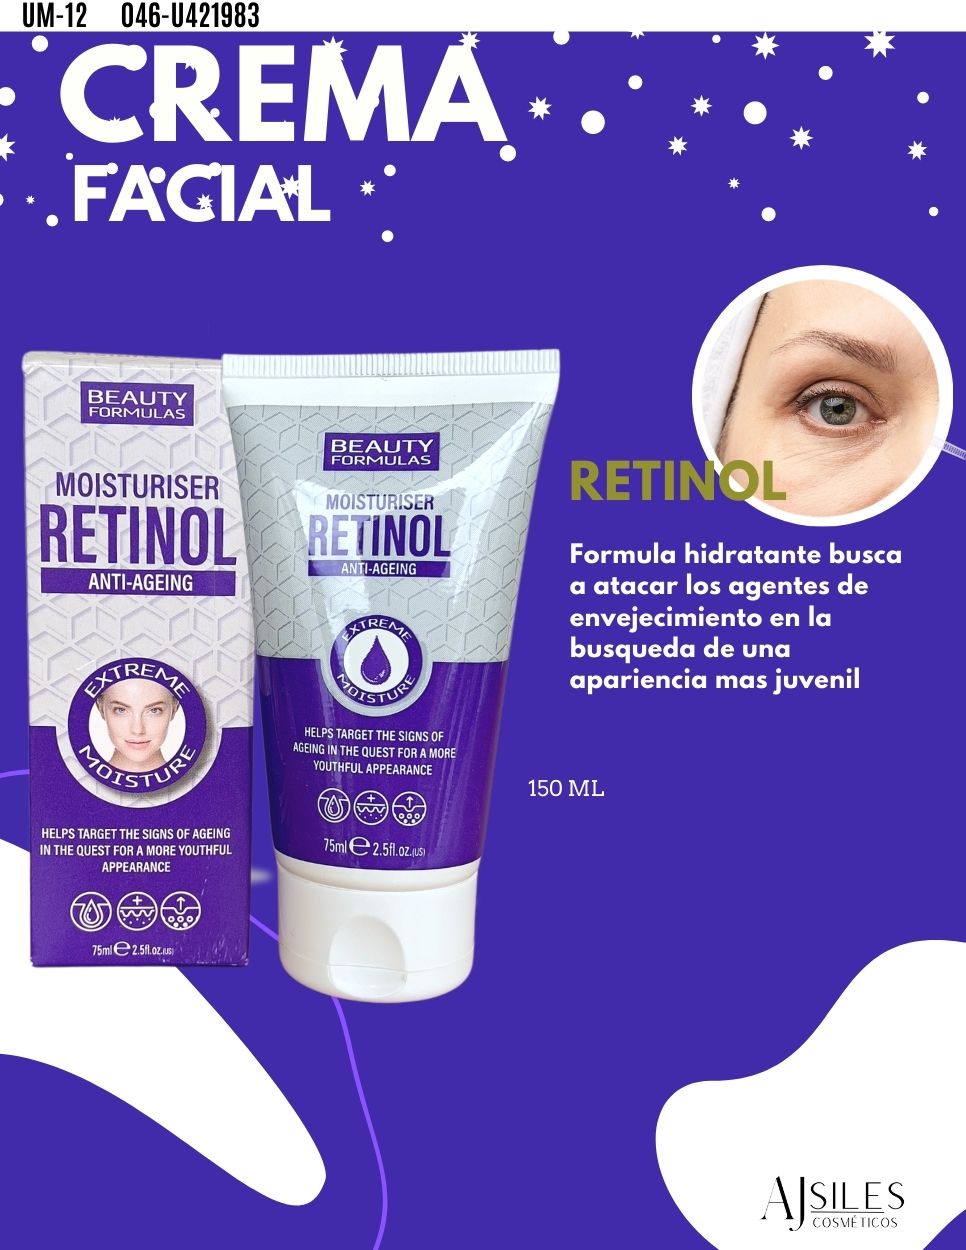 UM-12 046-U421983
CREMA
FACIAL
BEAUTY
FORMULAS
MOISTURISER
RETINOL
ANTI-AGEING
EXTREME
MOISTURE
HELPS TARGET THE SIGNS OF AGEING
IN THE QUEST FOR A MORE YOUTHFUL
APPEARANCE
75ml e 2.5fl.oz.(US)
BEAUTY
FORMULAS
MOISTURISER
RETINOL
ANTI-AGEING
EXTREME
MOISTURE
HELPS TARGET THE SIGNS OF
AGEING IN THE QUEST FOR A MORE
YOUTHFUL APPEARANCE
75ml e 2.5fl.oz.(US)
RETINOL
Formula hidratante busca
a atacar los agentes de
envejecimiento en la
busqueda de una
apariencia mas juvenil
150 ML
AJSILES
COSMÉTICOS